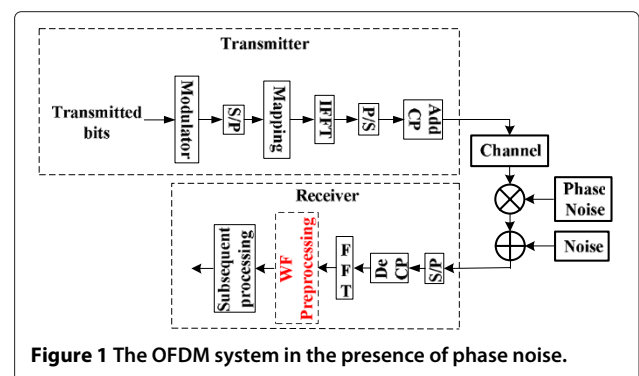 Transmitter
Transmitted
bits
Modulator
S/P
Mapping
IFFT
P/S
Add
CP
Channel
Phase
Noise
Noise
Receiver
S/P
De
CP
F
F
T
WF
Preprocessing
Subsequent
processing
Figure 1 The OFDM system in the presence of phase noise.